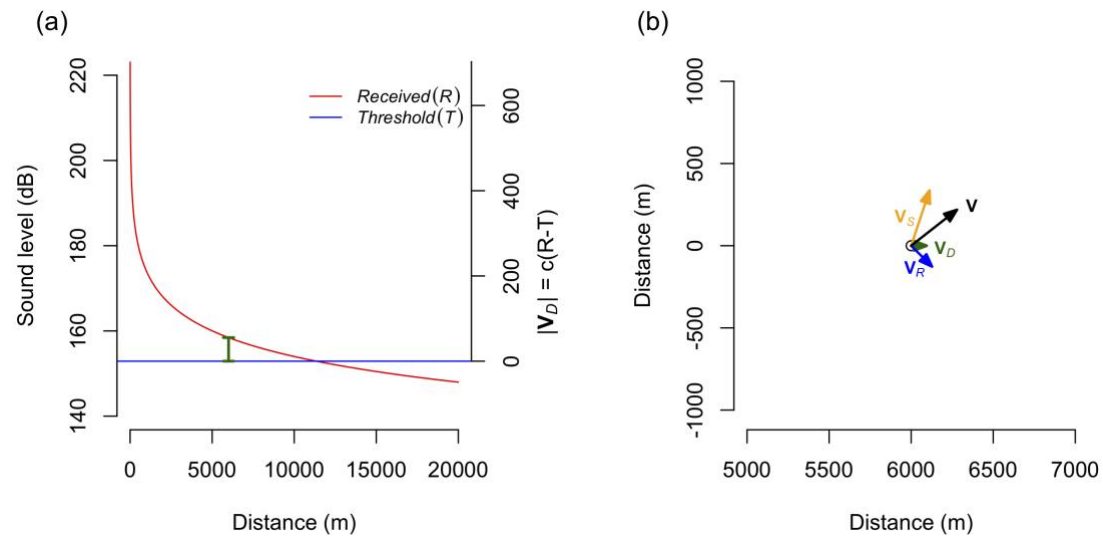 (a)
220
200
180
160
140
Sound level (dB)
Received (R)
Threshold (T)
600
400
200
0
|V_D| = c(R-T)
0
5000
10000
15000
20000
Distance (m)
(b)
1000
500
0
-500
-1000
Distance (m)
V_S
V
V_D
V_R
5000
5500
6000
6500
7000
Distance (m)